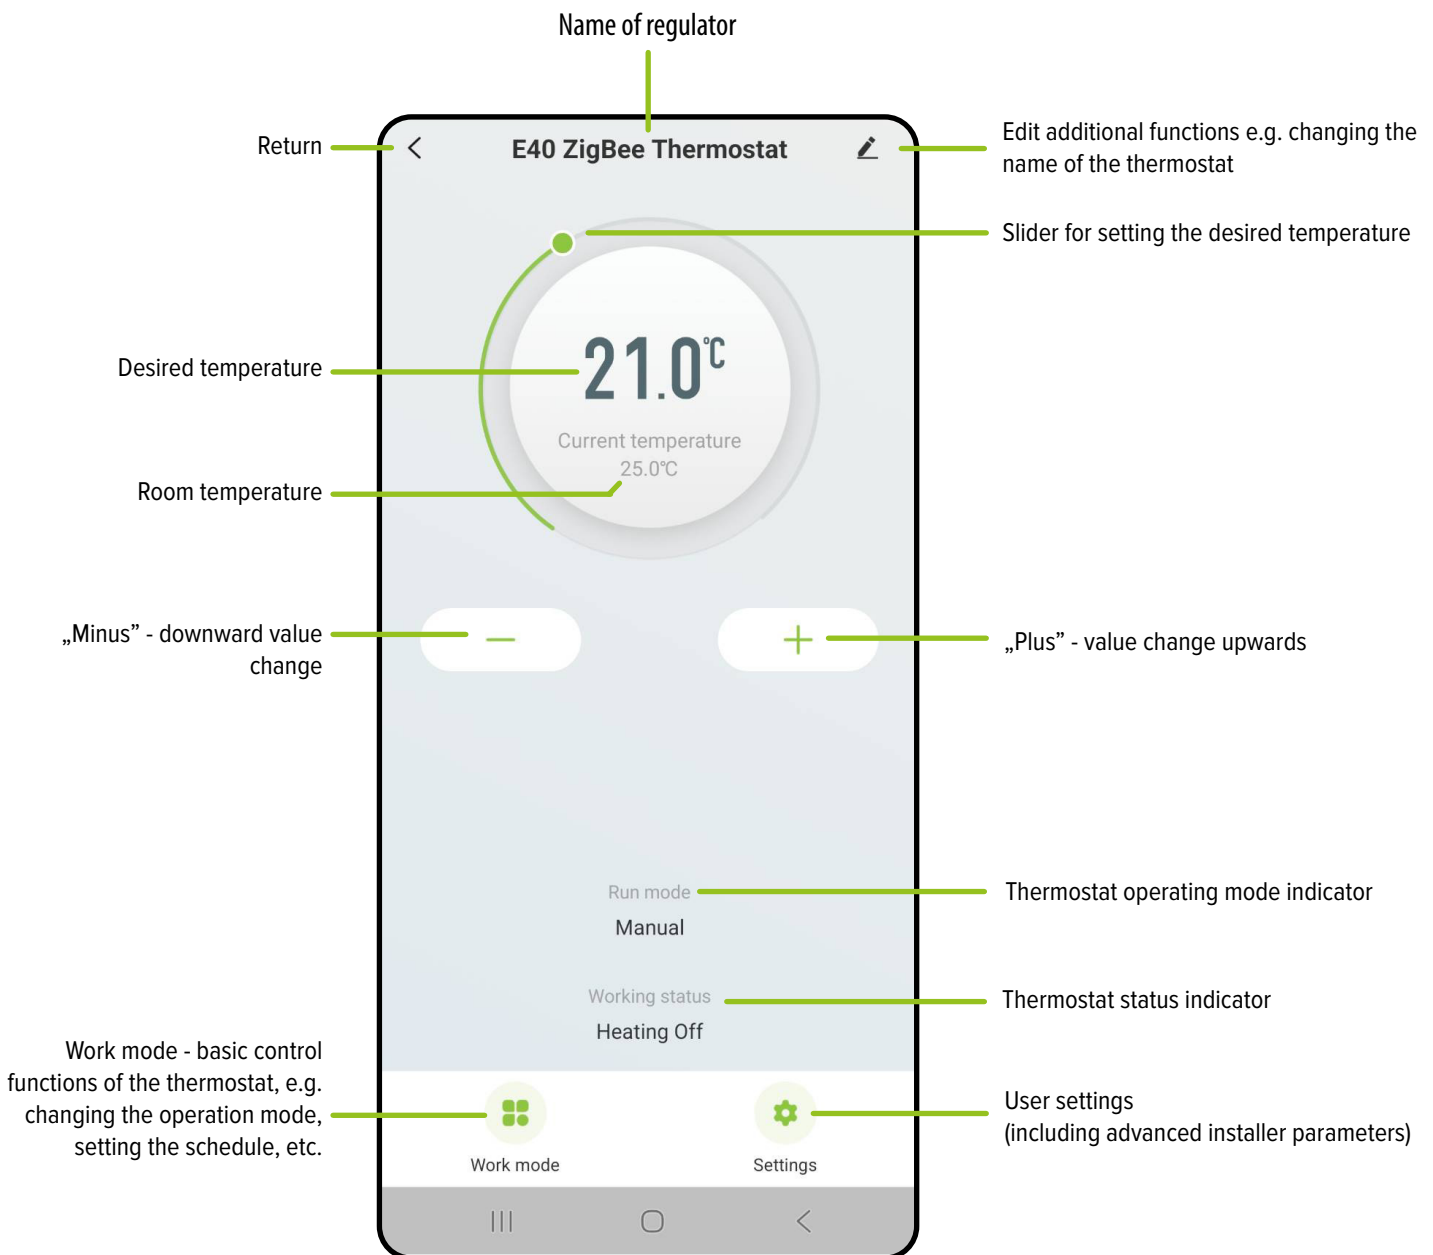 Name of regulator
Return
E40 ZigBee Thermostat
Edit additional functions e.g. changing the
name of the thermostat
Slider for setting the desired temperature
Desired temperature
21.0°C
Current temperature
25.0°C
Room temperature
„Minus” - downward value
change
„Plus” - value change upwards
Run mode
Manual
Thermostat operating mode indicator
Working status
Heating Off
Thermostat status indicator
Work mode - basic control
functions of the thermostat, e.g.
changing the operation mode,
setting the schedule, etc.
User settings
(including advanced installer parameters)
Work mode
Settings